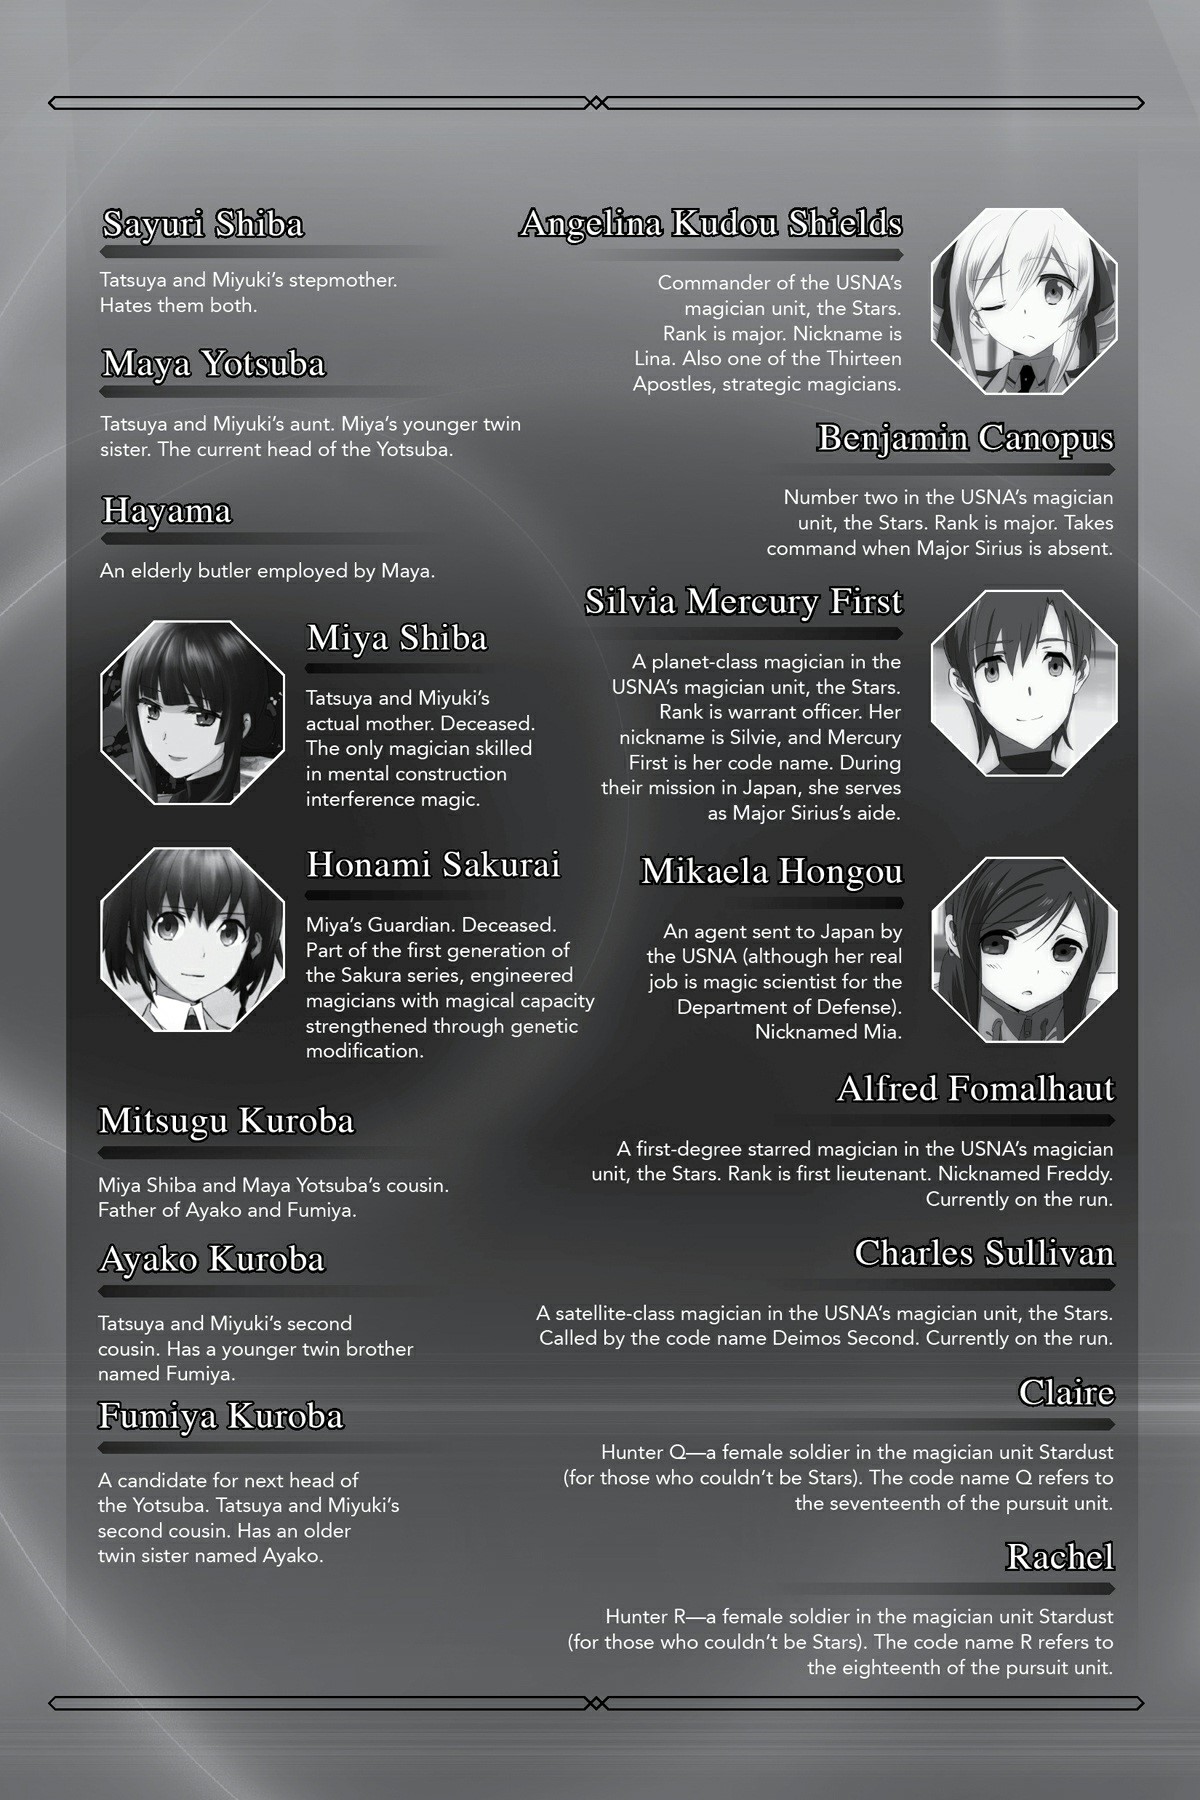 Sayuri Shiba
Tatsuya and Miyuki’s stepmother.
Hates them both.
Maya Yotsuba
Tatsuya and Miyuki’s aunt. Miya’s younger twin
sister. The current head of the Yotsuba.
Hayama
An elderly butler employed by Maya.
Miya Shiba
Tatsuya and Miyuki’s
actual mother. Deceased.
The only magician skilled
in mental construction
interference magic.
Honami Sakurai
Miya’s Guardian. Deceased.
Part of the first generation of
the Sakura series, engineered
magicians with magical capacity
strengthened through genetic
modification.
Mitsugu Kuroba
Miya Shiba and Maya Yotsuba’s cousin.
Father of Ayako and Fumiya.
Ayako Kuroba
Tatsuya and Miyuki’s second
cousin. Has a younger twin brother
named Fumiya.
Fumiya Kuroba
A candidate for next head of
the Yotsuba. Tatsuya and Miyuki’s
second cousin. Has an older
twin sister named Ayako.
Angelina Kudou Shields
Commander of the USNA’s
magician unit, the Stars.
Rank is major. Nickname is
Lina. Also one of the Thirteen
Apostles, strategic magicians.
Benjamin Canopus
Number two in the USNA’s magician
unit, the Stars. Rank is major. Takes
command when Major Sirius is absent.
Silvia Mercury First
A planet-class magician in the
USNA’s magician unit, the Stars.
Rank is warrant officer. Her
nickname is Silvie, and Mercury
First is her code name. During
their mission in Japan, she serves
as Major Sirius’s aide.
Mikaela Hongou
An agent sent to Japan by
the USNA (although her real
job is magic scientist for the
Department of Defense).
Nicknamed Mia.
Alfred Fomalhaut
A first-degree starred magician in the USNA’s magician
unit, the Stars. Rank is first lieutenant. Nicknamed Freddy.
Currently on the run.
Charles Sullivan
A satellite-class magician in the USNA’s magician unit, the Stars.
Called by the code name Deimos Second. Currently on the run.
Claire
Hunter Q—a female soldier in the magician unit Stardust
(for those who couldn’t be Stars). The code name Q refers to
the seventeenth of the pursuit unit.
Rachel
Hunter R—a female soldier in the magician unit Stardust
(for those who couldn’t be Stars). The code name R refers to
the eighteenth of the pursuit unit.